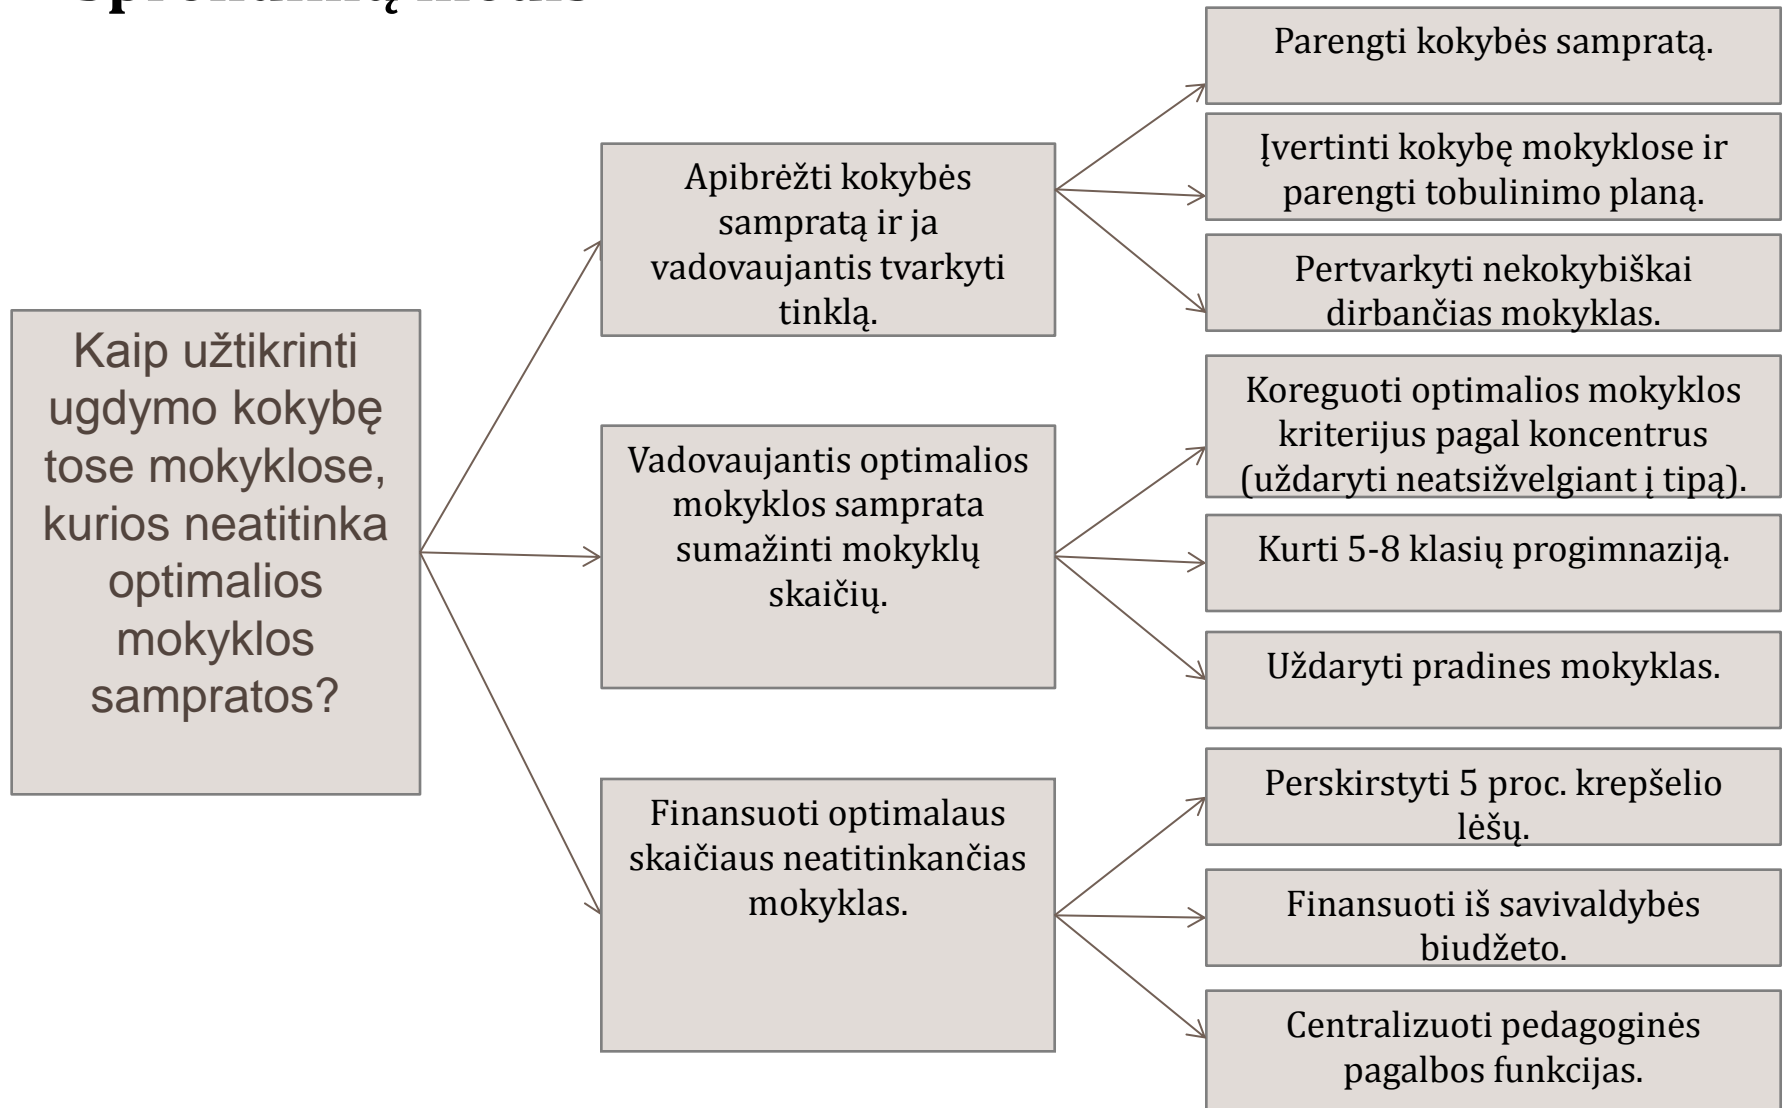 Kaip užtikrinti
ugdymo kokybę
tose mokyklose,
kurios neatitinka
optimalios
mokyklos
sampratos?
Apibrėžti kokybės
sampratą ir ja
vadovaujantis tvarkyti
tinklą.
Parengti kokybės sampratą.
Įvertinti kokybę mokyklose ir
parengti tobulinimo planą.
Pertvarkyti nekokybiškai
dirbančias mokyklas.
Vadovaujantis optimalios
mokyklos samprata
sumažinti mokyklų
skaičių.
Koreguoti optimalios mokyklos
kriterijus pagal koncentrus
(uždaryti neatsižvelgiant į tipą).
Kurti 5-8 klasių progimnaziją.
Uždaryti pradines mokyklas.
Finansuoti optimalaus
skaičiaus neatitinkančias
mokyklas.
Perskirstyti 5 proc. krepšelio
lėšų.
Finansuoti iš savivaldybės
biudžeto.
Centralizuoti pedagoginės
pagalbos funkcijas.